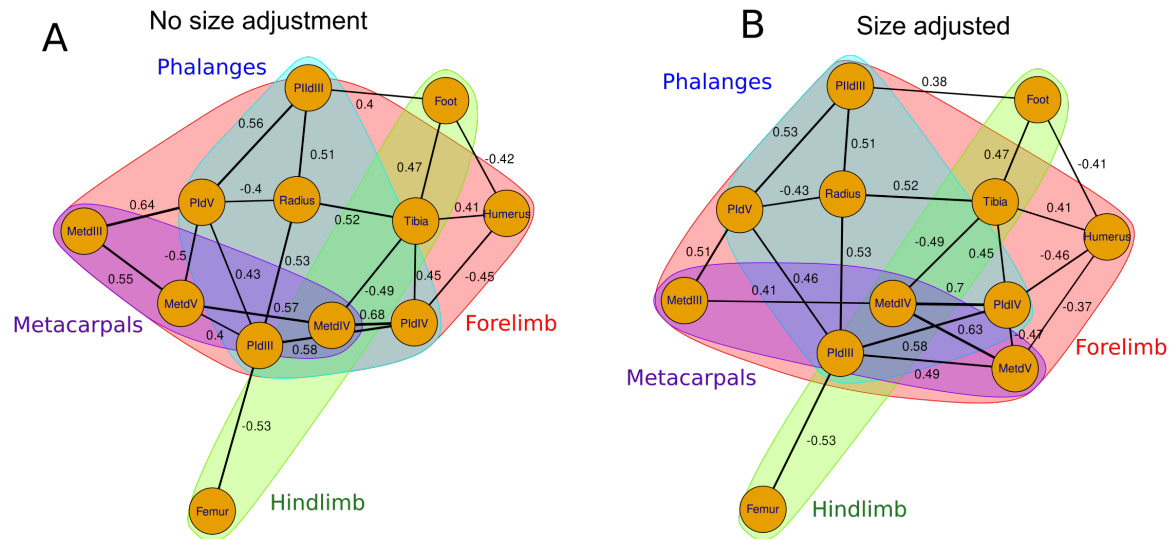 A
No size adjustment
Phalanges
PIIdIII
0.4
Foot
0.56
0.51
0.47
-0.42
0.64
PIdV
-0.4
Radius
0.52
Tibia
0.41
Humerus
MetdIII
-0.5
0.43
0.53
0.55
0.45
-0.45
-0.49
MetdV
0.57
0.68
Metacarpals
MetdIV
PIdIV
Forelimb
0.4
PIdIII
0.58
-0.53
Hindlimb
Femur
B
Size adjusted
Phalanges
PIIdIII
0.38
Foot
0.53
0.51
0.47
-0.41
PIdV
-0.43
Radius
0.52
Tibia
0.41
Humerus
0.51
0.53
-0.49
0.45
-0.46
0.46
0.41
0.7
-0.37
MetdIII
MetdIV
PIdIV
0.63
-0.47
PIdIII
0.58
Forelimb
Metacarpals
0.49
MetdV
-0.53
Hindlimb
Femur